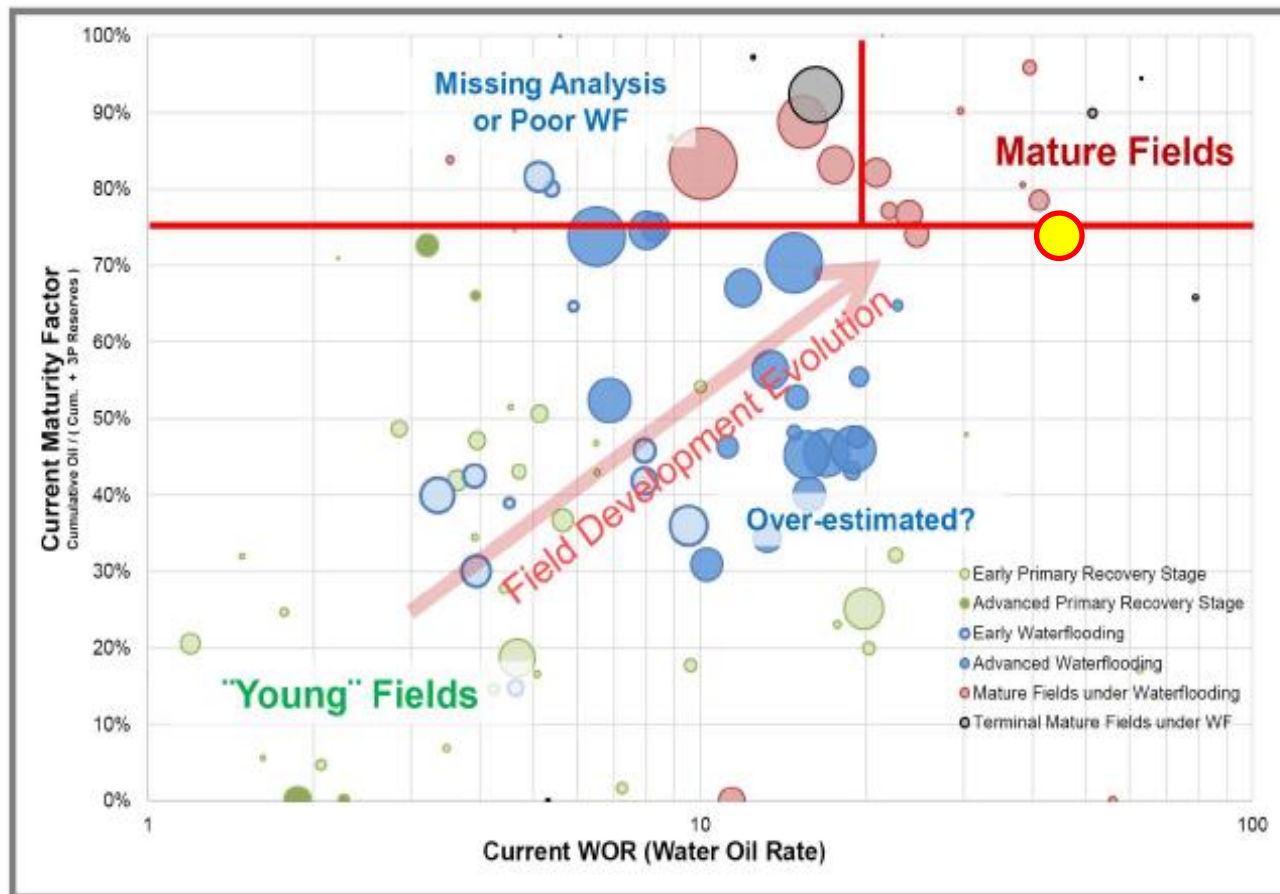 100%
90%
80%
70%
60%
50%
40%
30%
20%
10%
0%
Current Maturity Factor
Cumulative Oil / ( Cum. + 3P Reserves )
Missing Analysis
or Poor WF
Mature Fields
Field Development Evolution
Over-estimated?
¨Young¨ Fields
Early Primary Recovery Stage
Advanced Primary Recovery Stage
Early Waterflooding
Advanced Waterflooding
Mature Fields under Waterflooding
Terminal Mature Fields under WF
1
10
100
Current WOR (Water Oil Rate)